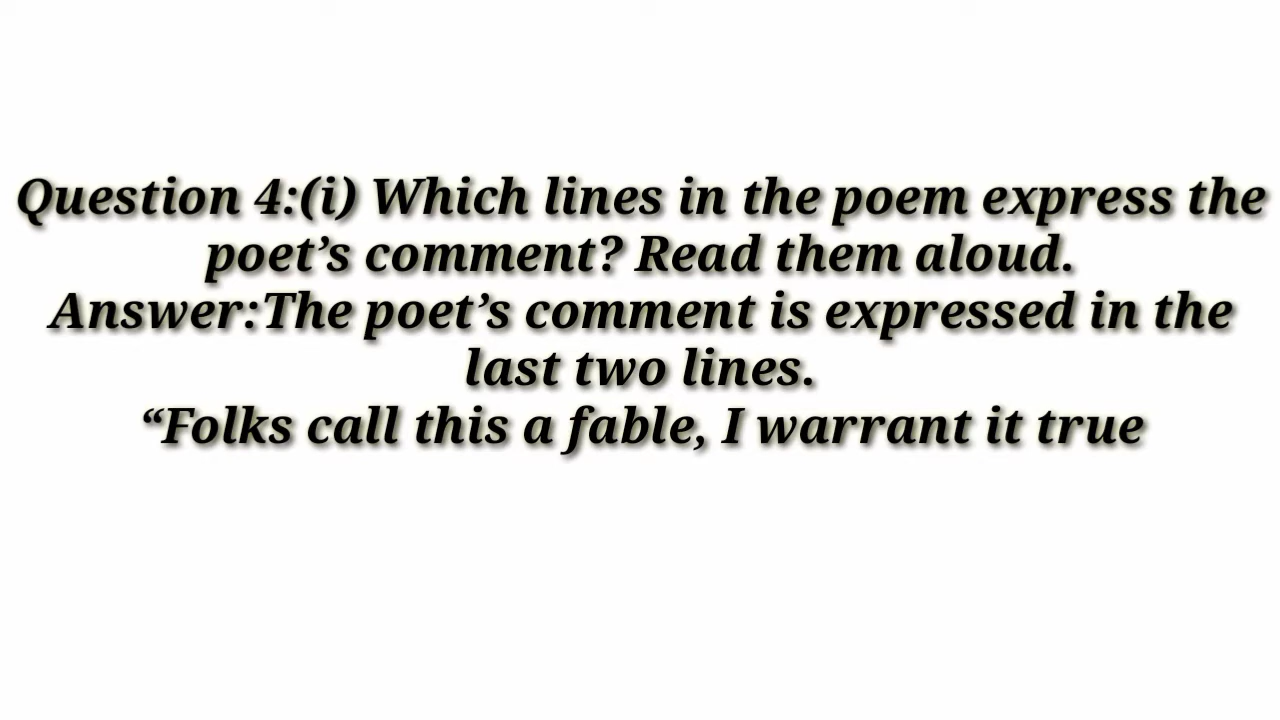 Question 4:(i) Which lines in the poem express the
poet’s comment? Read them aloud.
Answer:The poet’s comment is expressed in the
last two lines.
“Folks call this a fable, I warrant it true